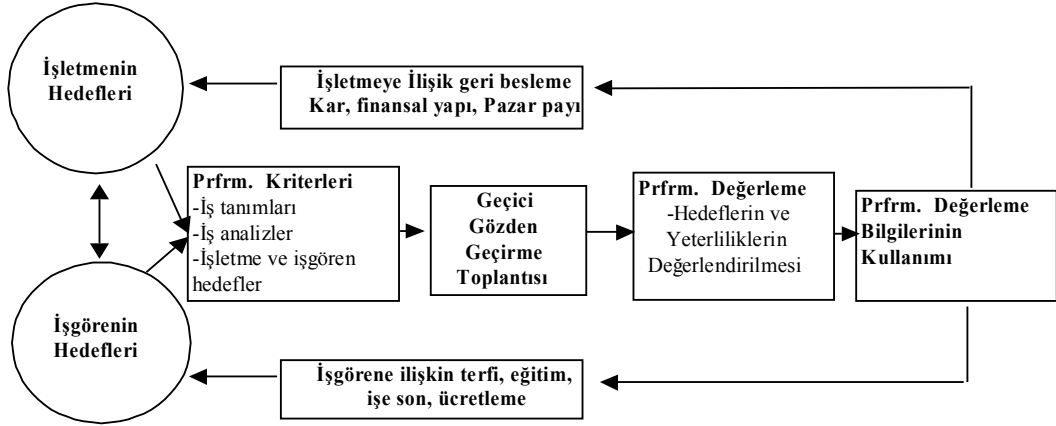 İşletmenin
Hedefleri
İşletmeye İlişik geri besleme
Kar, finansal yapı, Pazar payı
Prfrm. Kriterleri
-İş tanımları
-İş analizler
-İşletme ve işgören
hedefler
Geçici
Gözden
Geçirme
Toplantısı
Prfrm. Değerleme
-Hedeflerin ve
Yeterliliklerin
Değerlendirilmesi
Prfrm. Değerleme
Bilgilerinin
Kullanımı
İşgörenin
Hedefleri
İşgörene ilişkin terfi, eğitim,
işe son, ücretleme